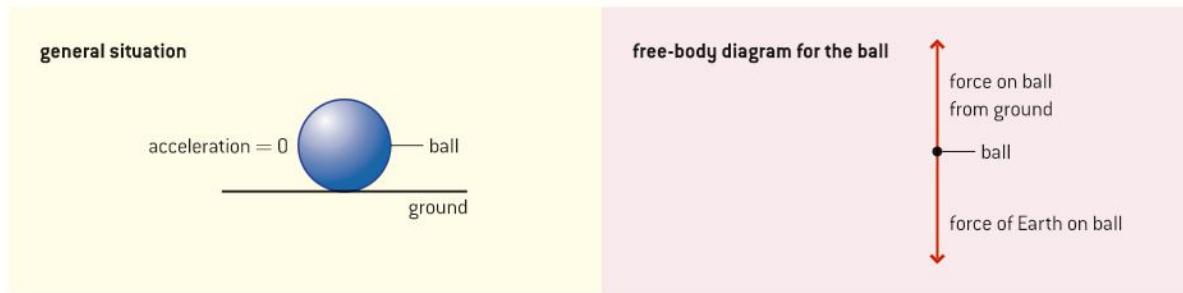 general situation
acceleration = 0
ball
ground
free-body diagram for the ball
force on ball
from ground
ball
force of Earth on ball